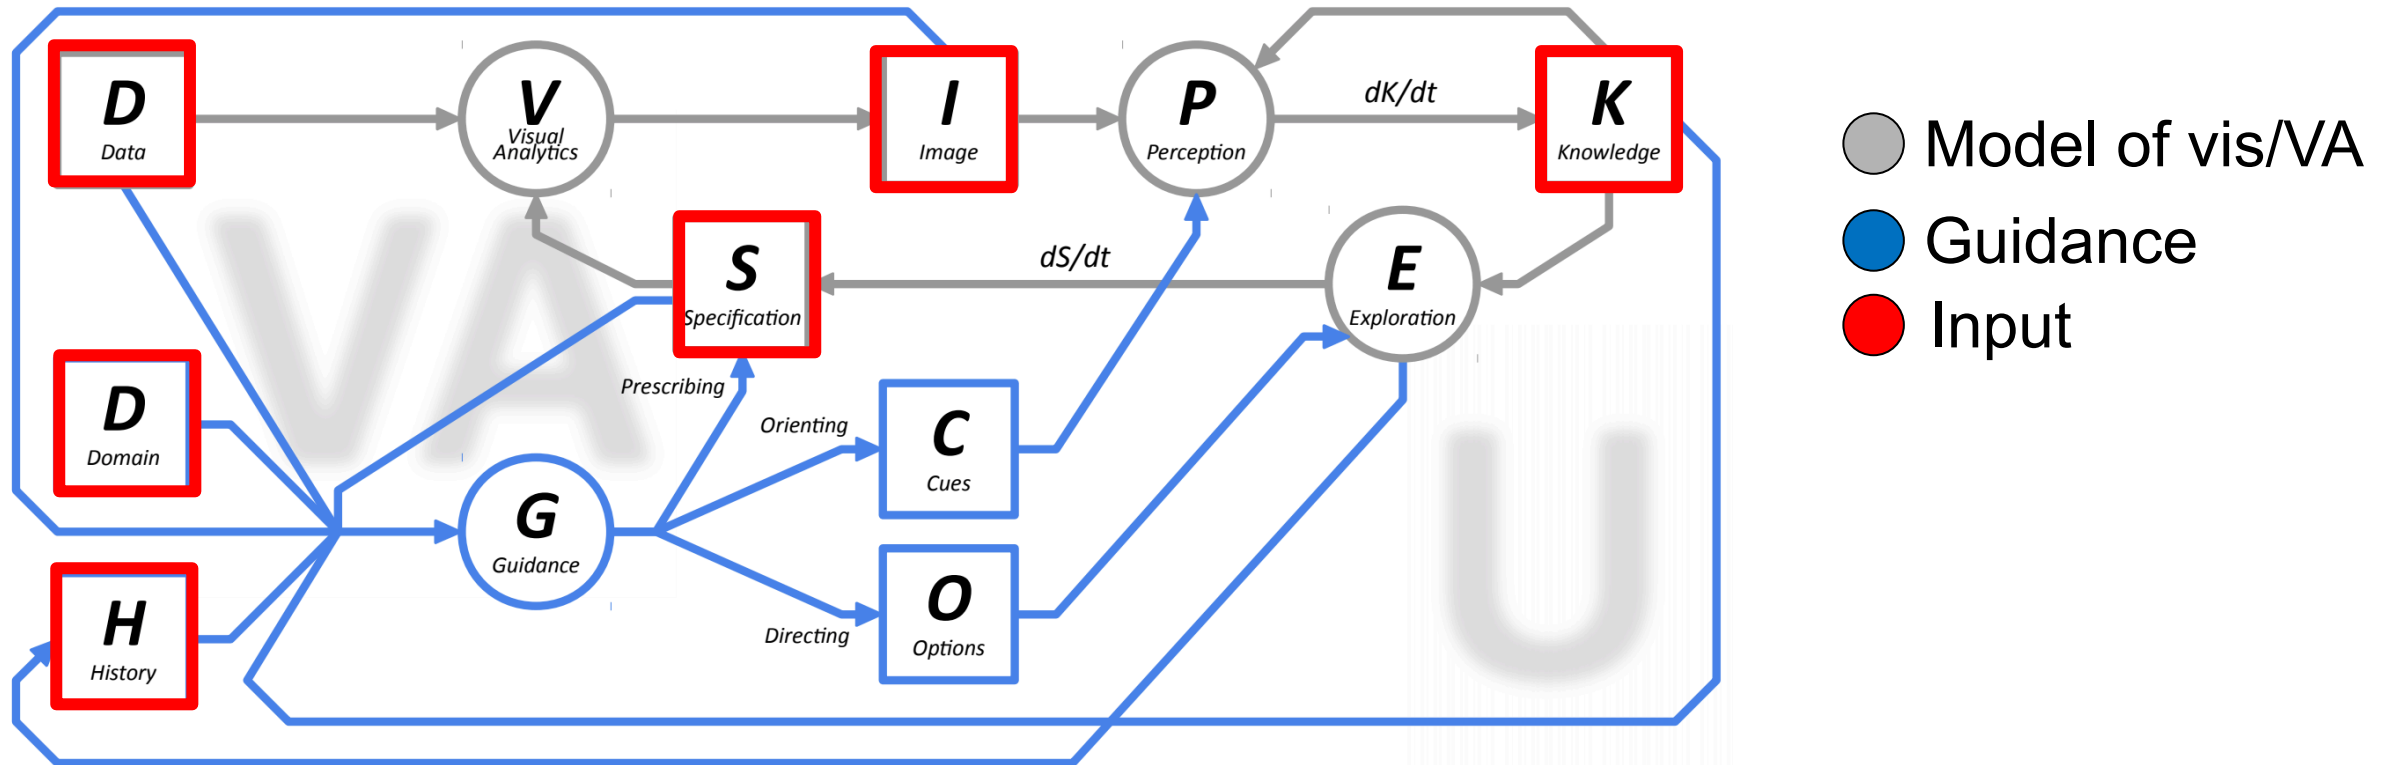 D
Data
V
Visual
Analytics
I
Image
P
Perception
dK/dt
K
Knowledge
Model of vis/VA
Guidance
Input
VA
S
Specification
dS/dt
E
Exploration
Prescribing
D
Domain
Orienting
C
Cues
G
Guidance
U
H
History
Directing
O
Options